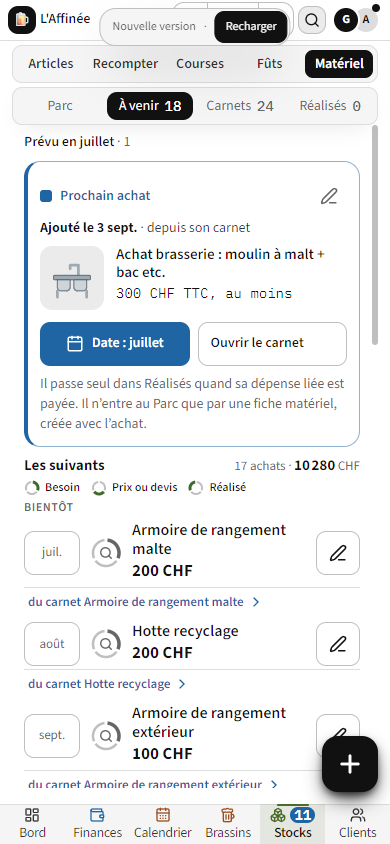 L'Affinée
Nouvelle version · Recharger
G A
Articles Recompter Courses Fûts Matériel
Parc À venir 18 Carnets 24 Réalisés 0
Prévu en juillet · 1
Prochain achat
Ajouté le 3 sept. · depuis son carnet
Achat brasserie : moulin à malt +
bac etc.
300 CHF TTC, au moins
Date : juillet Ouvrir le carnet
Il passe seul dans Réalisés quand sa dépense liée est
payée. Il n'entre au Parc que par une fiche matériel,
créée avec l'achat.
Les suivants 17 achats · 10 280 CHF
Besoin Prix ou devis Réalisé
BIENTÔT
juil. Armoire de rangement
malte
200 CHF
du carnet Armoire de rangement malte
août Hotte recyclage
200 CHF
du carnet Hotte recyclage
sept. Armoire de rangement
extérieur
100 CHF
du carnet Armoire de rangement extérieur
11
Bord Finances Calendrier Brassins Stocks Clients